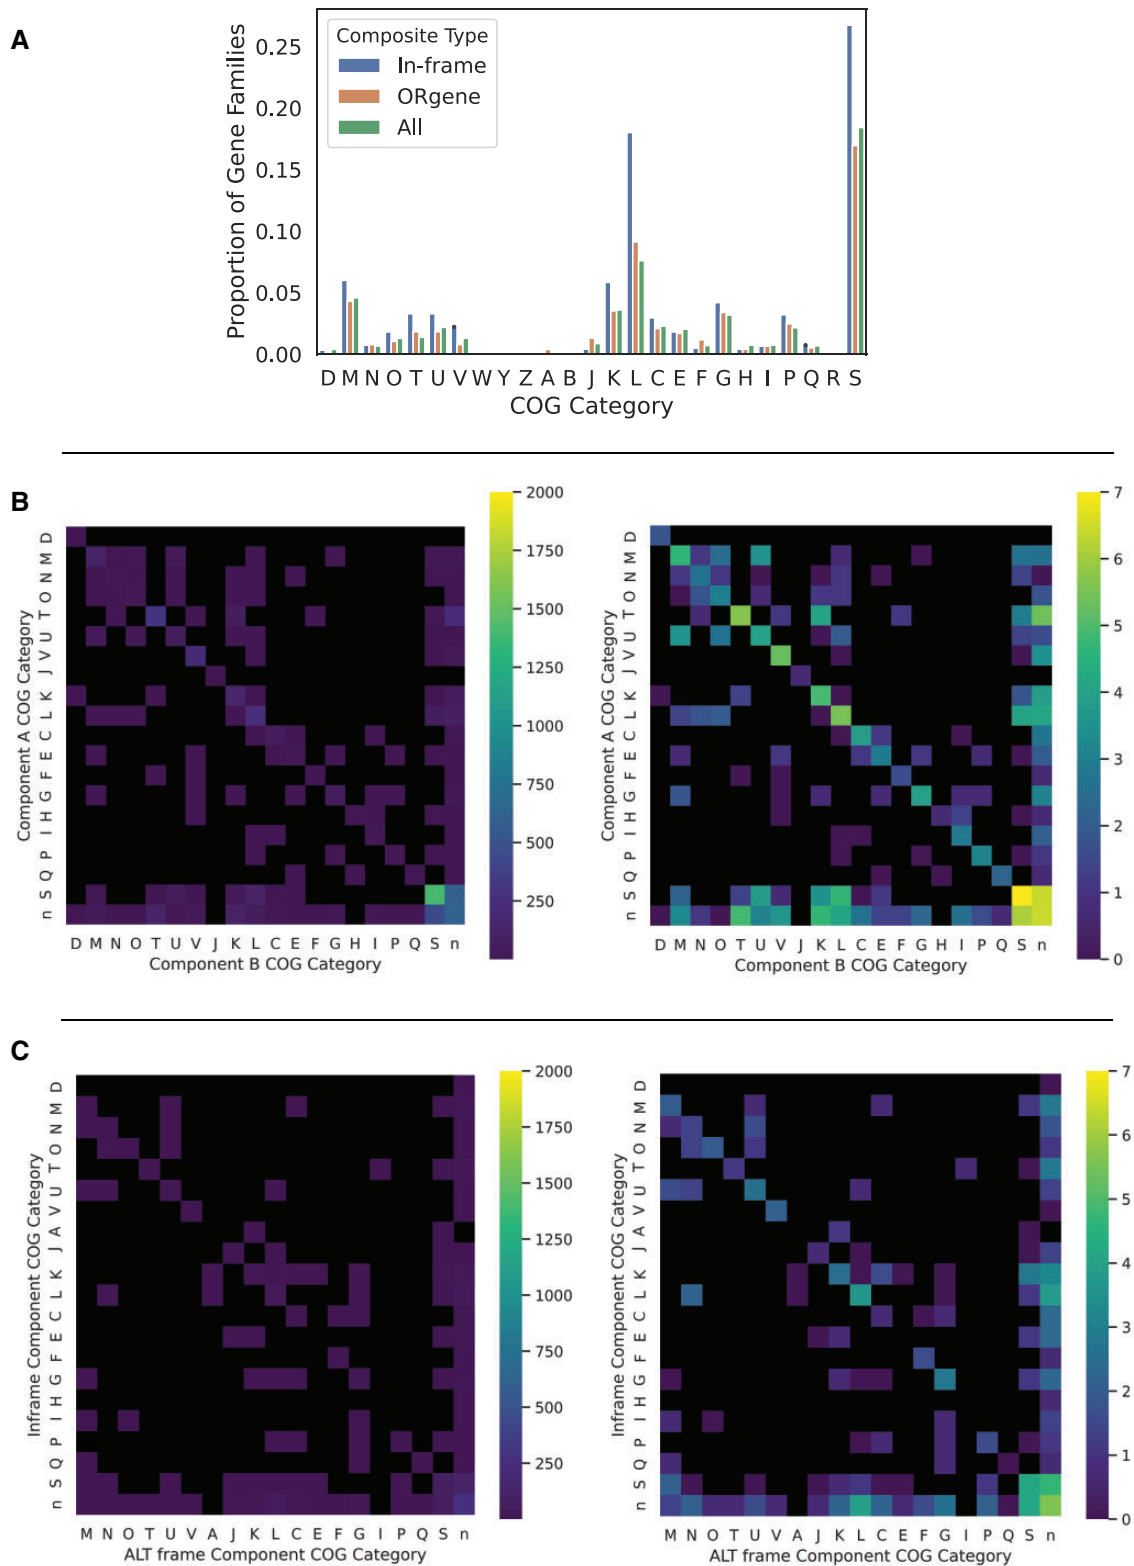 A
Proportion of Gene Families
0.25
0.20
0.15
0.10
0.05
0.00
Composite Type
In-frame
ORgene
All
D M N O T U V W Y Z A B J K L C E F G H I P Q R S
COG Category
B
Component A COG Category
D
M
N
O
T
U
V
J
K
L
C
E
F
G
H
I
P
Q
S
n
D M N O T U V J K L C E F G H I P Q S n
Component B COG Category
2000
1750
1500
1250
1000
750
500
250
Component A COG Category
D
M
N
O
T
U
V
J
K
L
C
E
F
G
H
I
P
Q
S
n
D M N O T U V J K L C E F G H I P Q S n
Component B COG Category
7
6
5
4
3
2
1
0
C
Inframe Component COG Category
D
M
N
O
T
U
V
A
J
K
L
C
E
F
G
H
I
P
Q
S
n
M N O T U V A J K L C E F G I P Q S n
ALT frame Component COG Category
2000
1750
1500
1250
1000
750
500
250
Inframe Component COG Category
D
M
N
O
T
U
V
A
J
K
L
C
E
F
G
H
I
P
Q
S
n
M N O T U V A J K L C E F G I P Q S n
ALT frame Component COG Category
7
6
5
4
3
2
1
0